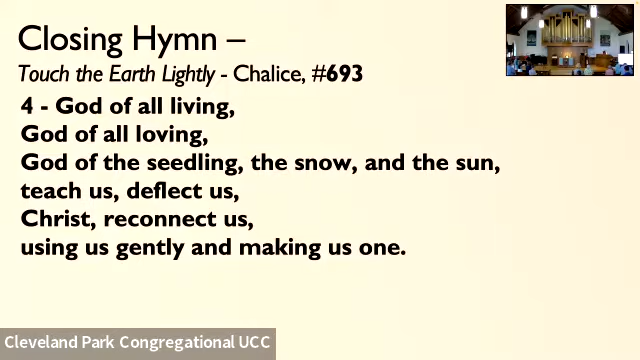 Closing Hymn –
Touch the Earth Lightly - Chalice, #693
4 - God of all living,
God of all loving,
God of the seedling, the snow, and the sun,
teach us, deflect us,
Christ, reconnect us,
using us gently and making us one.
Cleveland Park Congregational UCC